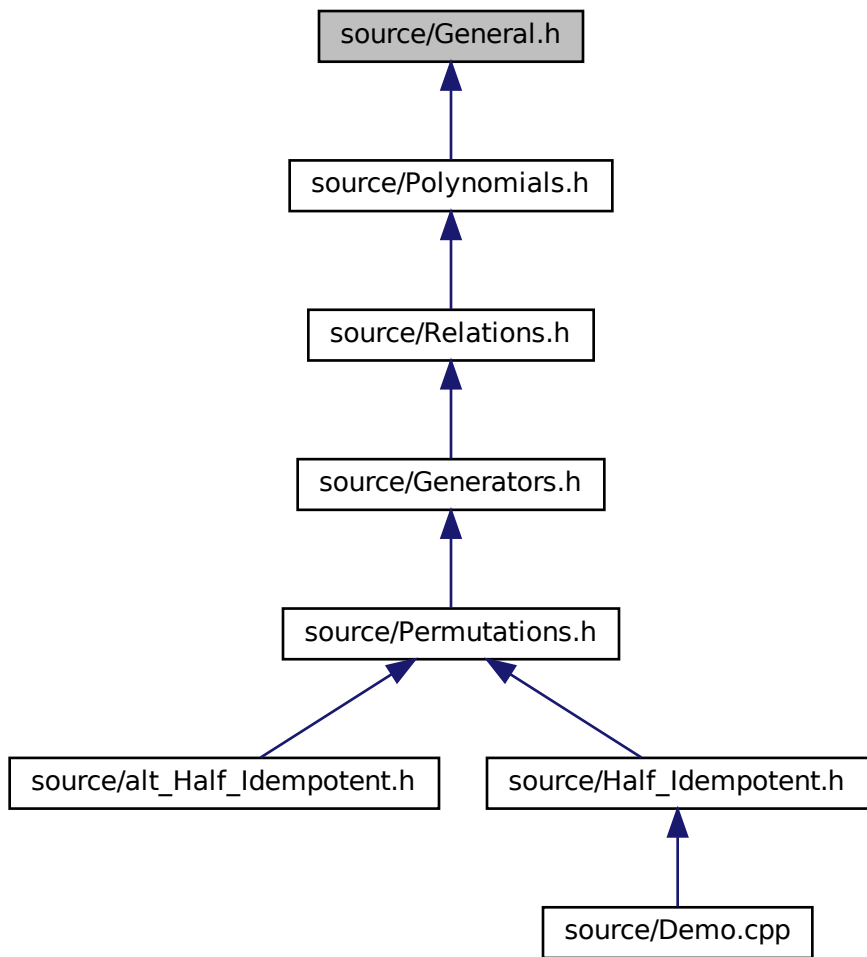 source/General.h
source/Polynomials.h
source/Relations.h
source/Generators.h
source/Permutations.h
source/alt_Half_Idempotent.h
source/Half_Idempotent.h
source/Demo.cpp